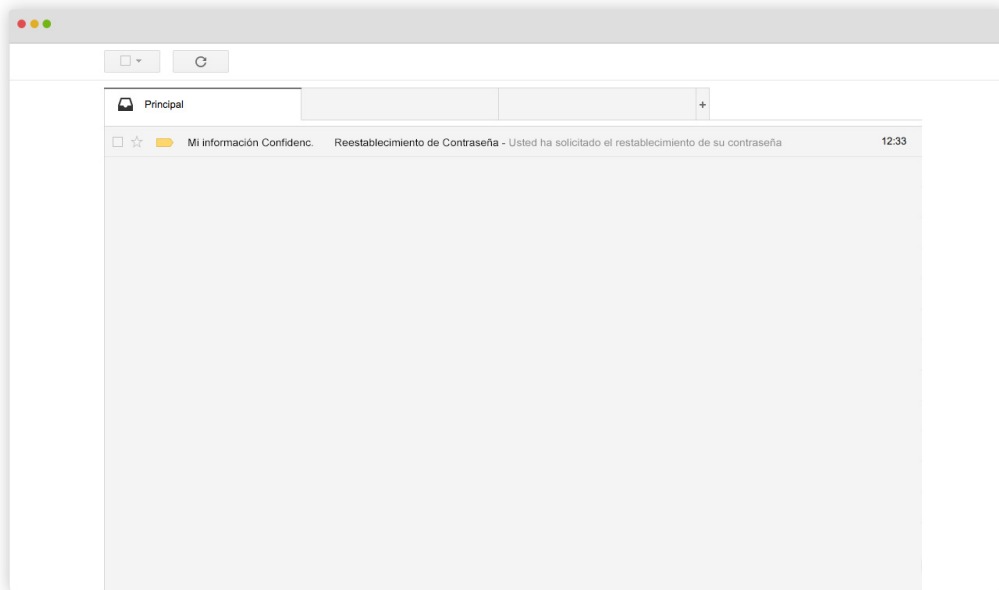 Principal
+
Mi información Confidenc. Reestablecimiento de Contraseña - Usted ha solicitado el restablecimiento de su contraseña 12:33